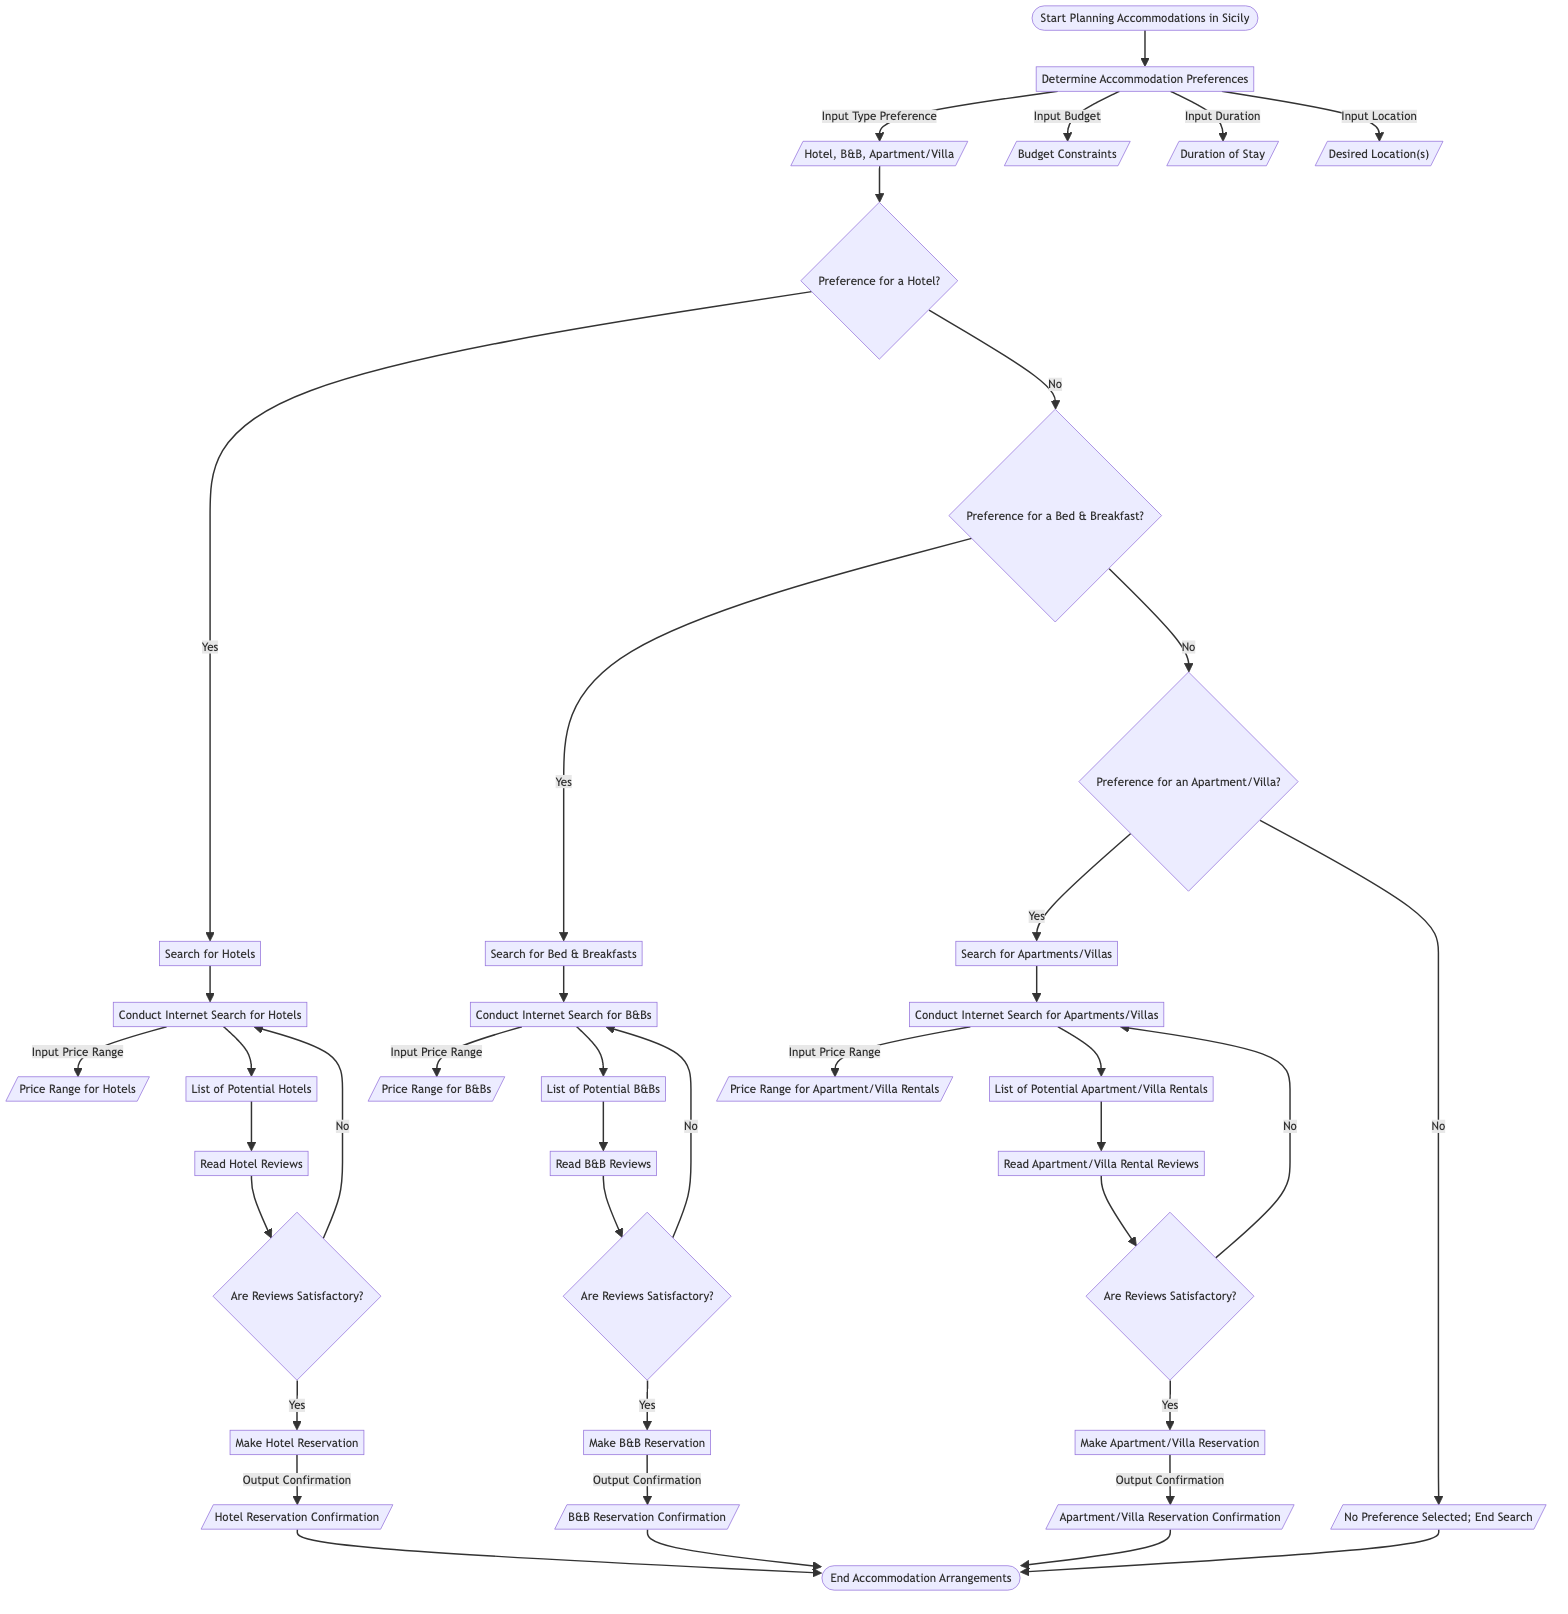 Start Planning Accommodations in Sicily
Determine Accommodation Preferences
Input Type Preference
Input Budget
Input Duration
Input Location
Hotel, B&B, Apartment/Villa
Budget Constraints
Duration of Stay
Desired Location(s)
Preference for a Hotel?
No
Preference for a Bed & Breakfast?
Yes
No
Yes
Preference for an Apartment/Villa?
Yes
Search for Hotels
Search for Bed & Breakfasts
Search for Apartments/Villas
Conduct Internet Search for Hotels
Conduct Internet Search for B&Bs
Conduct Internet Search for Apartments/Villas
Input Price Range
Input Price Range
Input Price Range
Price Range for Hotels
List of Potential Hotels
Price Range for B&Bs
List of Potential B&Bs
Price Range for Apartment/Villa Rentals
List of Potential Apartment/Villa Rentals
No
No
No
No
Read Hotel Reviews
Read B&B Reviews
Read Apartment/Villa Rental Reviews
Are Reviews Satisfactory?
Are Reviews Satisfactory?
Are Reviews Satisfactory?
Yes
Yes
Yes
Make Hotel Reservation
Make B&B Reservation
Make Apartment/Villa Reservation
Output Confirmation
Output Confirmation
Output Confirmation
Hotel Reservation Confirmation
B&B Reservation Confirmation
Apartment/Villa Reservation Confirmation
No Preference Selected; End Search
End Accommodation Arrangements